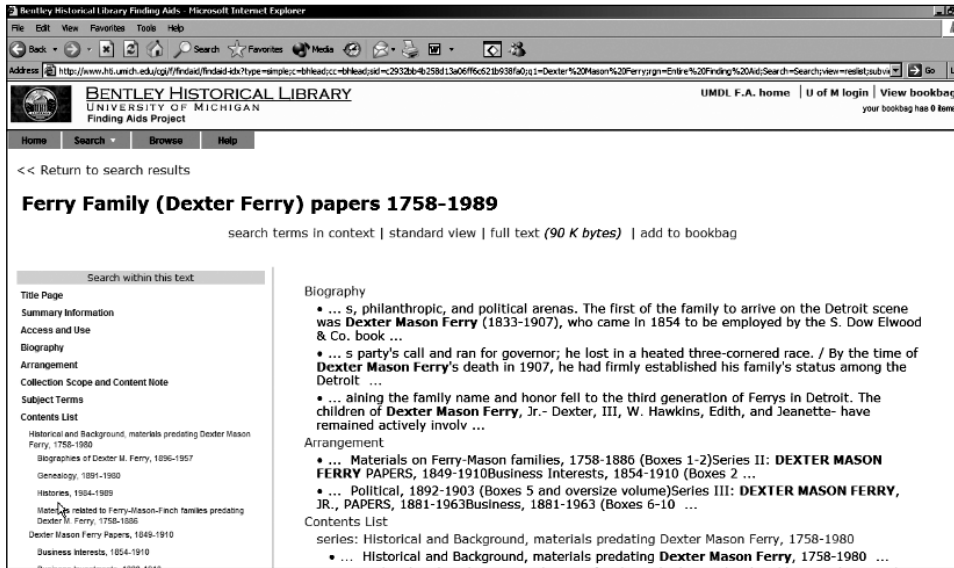 Bentley Historical Library Finding Aids - Microsoft Internet Explorer
File Edit View Favorites Tools Help
Back Search Favorites Media
Address http://www.hti.umich.edu/cgi/f/findaid/findaid-idx?type=simple;c=bhlead;cc=bhlead;sid=c2932bb4b258d13a06ff6c621b938fa0;q1=Dexter%20Mason%20Ferry;rgn=Entire%20Finding%20Aid;Search=Search;view=reslist;subvie Go
BENTLEY HISTORICAL LIBRARY
UNIVERSITY OF MICHIGAN
Finding Aids Project
UMDL F.A. home | U of M login | View bookbag
your bookbag has 0 items
Home Search Browse Help
<< Return to search results
Ferry Family (Dexter Ferry) papers 1758-1989
search terms in context | standard view | full text (90 K bytes) | add to bookbag
Search within this text
Title Page
Summary Information
Access and Use
Biography
Arrangement
Collection Scope and Content Note
Subject Terms
Contents List
Historical and Background, materials predating Dexter Mason
Ferry, 1758-1980
Biographies of Dexter M. Ferry, 1896-1957
Genealogy, 1891-1980
Histories, 1984-1989
Materials related to Ferry-Mason-Finch families predating
Dexter M. Ferry, 1758-1886
Dexter Mason Ferry Papers, 1849-1910
Business Interests, 1854-1910
Biography
• ... s, philanthropic, and political arenas. The first of the family to arrive on the Detroit scene
was Dexter Mason Ferry (1833-1907), who came in 1854 to be employed by the S. Dow Elwood
& Co. book ...
• ... s party's call and ran for governor; he lost in a heated three-cornered race. / By the time of
Dexter Mason Ferry's death in 1907, he had firmly established his family's status among the
Detroit ...
• ... aining the family name and honor fell to the third generation of Ferrys in Detroit. The
children of Dexter Mason Ferry, Jr.- Dexter, III, W. Hawkins, Edith, and Jeanette- have
remained actively involv ...
Arrangement
• ... Materials on Ferry-Mason families, 1758-1886 (Boxes 1-2)Series II: DEXTER MASON
FERRY PAPERS, 1849-1910Business Interests, 1854-1910 (Boxes 2 ...
• ... Political, 1892-1903 (Boxes 5 and oversize volume)Series III: DEXTER MASON FERRY,
JR., PAPERS, 1881-1963Business, 1881-1963 (Boxes 6-10 ...
Contents List
series: Historical and Background, materials predating Dexter Mason Ferry, 1758-1980
• ... Historical and Background, materials predating Dexter Mason Ferry, 1758-1980 ...